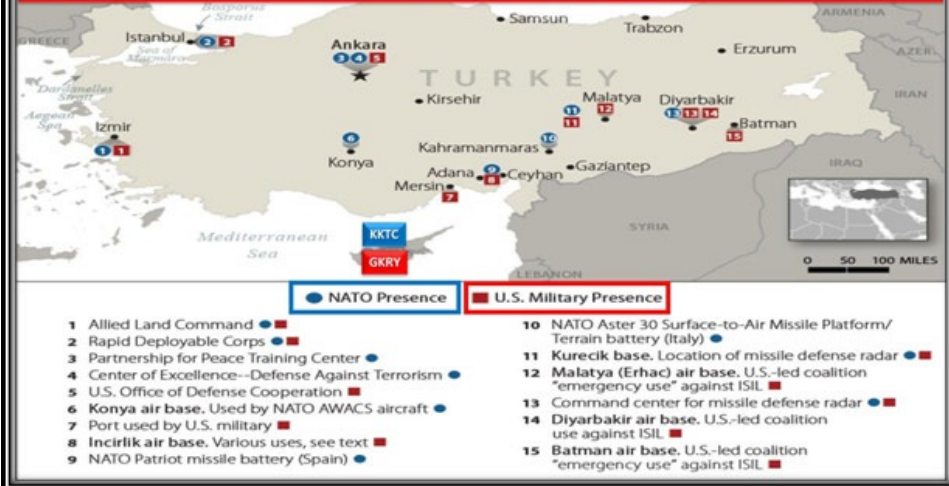 Bosporus
Strait
Samsun
Trabzon
ARMENIA
GREECE
Istanbul
2 2
Sea of
Marmara
Ankara
3 4 5
Erzurum
AZER.
TURKEY
Dardanelles
Strait
Kirsehir
Malatya
12
Diyarbakir
13 13 14
IRAN
Aegean
Sea
11
11
Batman
15
Izmir
1 1
6
Konya
10
Kahramanmaras
Gaziantep
IRAQ
Adana
9
8
Ceyhan
Mersin
7
SYRIA
Mediterranean
Sea
KKTC
GKRY
LEBANON
0 50 100 MILES
NATO Presence
U.S. Military Presence
1 Allied Land Command
2 Rapid Deployable Corps
3 Partnership for Peace Training Center
4 Center of Excellence--Defense Against Terrorism
5 U.S. Office of Defense Cooperation
6 Konya air base. Used by NATO AWACS aircraft
7 Port used by U.S. military
8 Incirlik air base. Various uses, see text
9 NATO Patriot missile battery (Spain)
10 NATO Aster 30 Surface-to-Air Missile Platform/
Terrain battery (Italy)
11 Kurecik base. Location of missile defense radar
12 Malatya (Erhac) air base. U.S.-led coalition
"emergency use" against ISIL
13 Command center for missile defense radar
14 Diyarbakir air base. U.S.-led coalition
use against ISIL
15 Batman air base. U.S.-led coalition
"emergency use" against ISIL